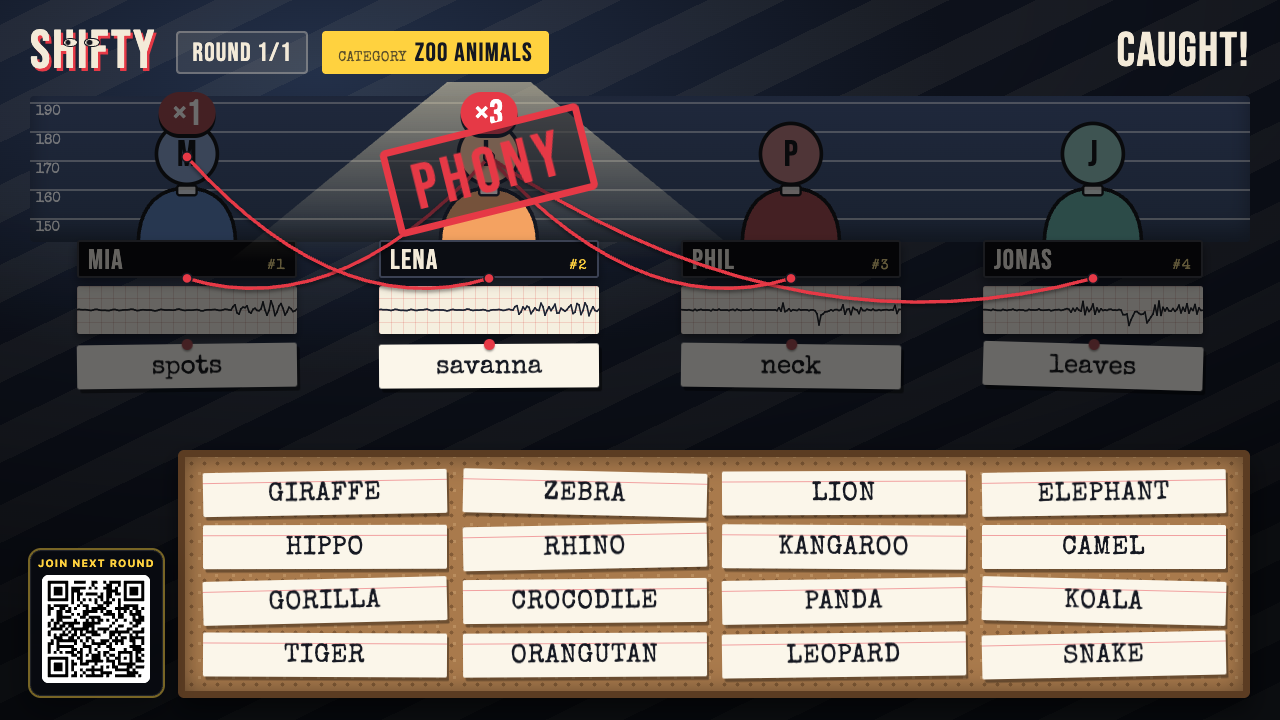 SHIFTY
ROUND 1/1
CATEGORY ZOO ANIMALS
CAUGHT!
190
180
170
160
150
×1
×3
M
PHONY
P
J
MIA #1
LENA #2
PHIL #3
JONAS #4
spots
savanna
neck
leaves
GIRAFFE
ZEBRA
LION
ELEPHANT
HIPPO
RHINO
KANGAROO
CAMEL
GORILLA
CROCODILE
PANDA
KOALA
TIGER
ORANGUTAN
LEOPARD
SNAKE
JOIN NEXT ROUND